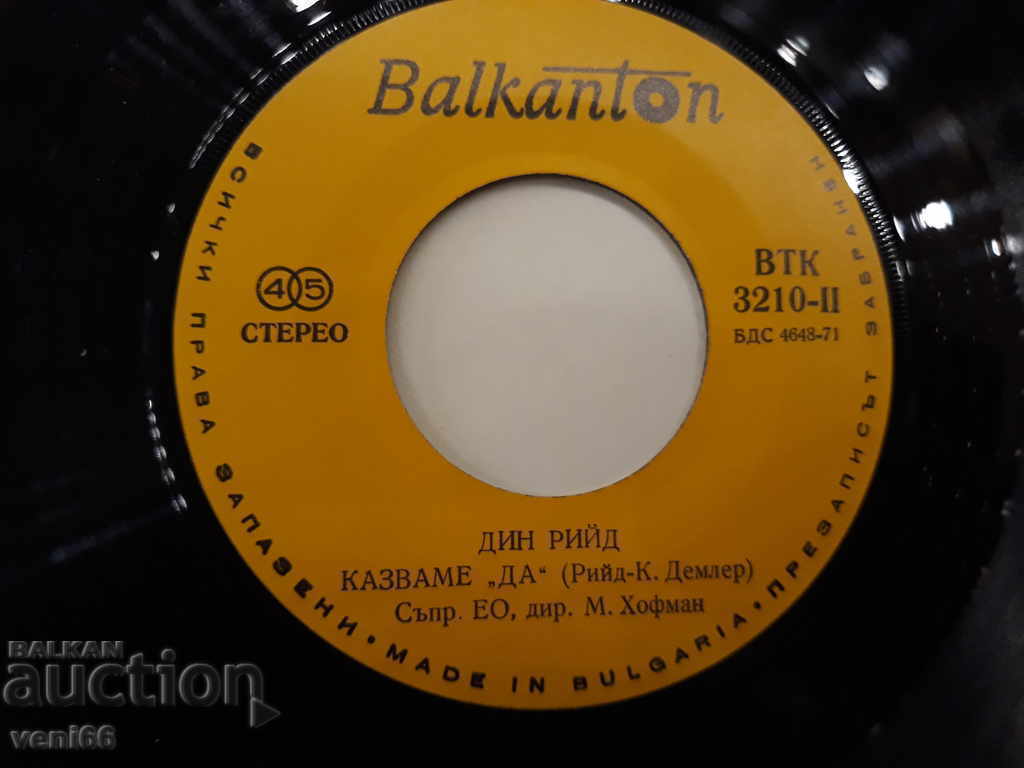 Balkanton
45
СТЕРЕО
ВТК
3210-II
БДС 4648-71
ДИН РИЙД
КАЗВАМЕ „ДА“ (Рийд-К. Демлер)
Съпр. ЕО, дир. М. Хофман
ВСИЧКИ ПРАВА ЗАПАЗЕНИ • MADE IN BULGARIA • ПРЕЗАПИСЪТ ЗАБРАНЕН
BALKAN
auction
veni66